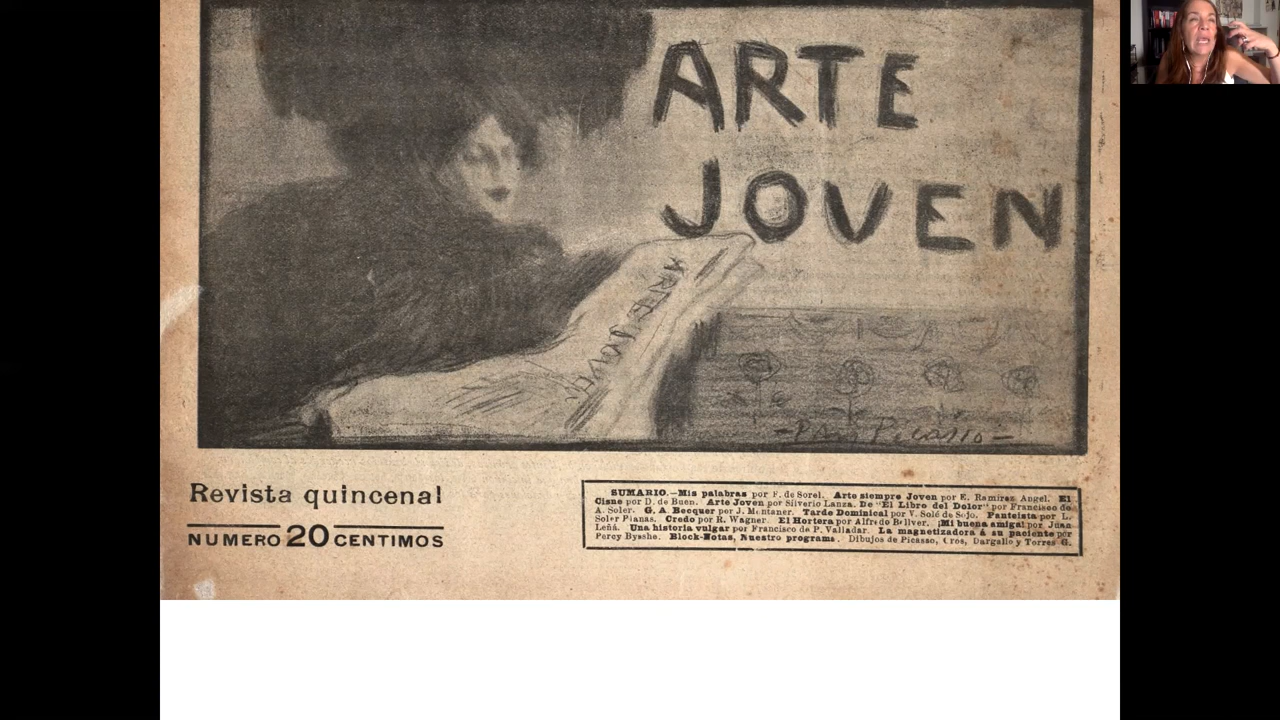 ARTE
JOVEN
ARTE JOVEN
Picasso
Revista quincenal
NUMERO 20 CENTIMOS
SUMARIO.—Mis palabras por F. de Sorel. Arte siempre Joven por E. Ramirez Angel. El
Cisne por D. de Buen. Arte Joven por Silverio Lanza. De "El Libro del Dolor" por Francisco de
A. Soler. G. A. Becquer por J. Montaner. Tarde Dominical por V. Solé de Sojo. Panteista por L.
Soler Planas. Credo por R. Wagner. El Hortera por Alfredo Bellver. ¡Mi buena amiga! por Juan
Leñá. Una historia vulgar por Francisco de P. Valladar. La magnetizadora á su paciente por
Percy Bysshe. Block-Notas, Nuestro programa. Dibujos de Picasso, Cros, Dargallo y Torres G.